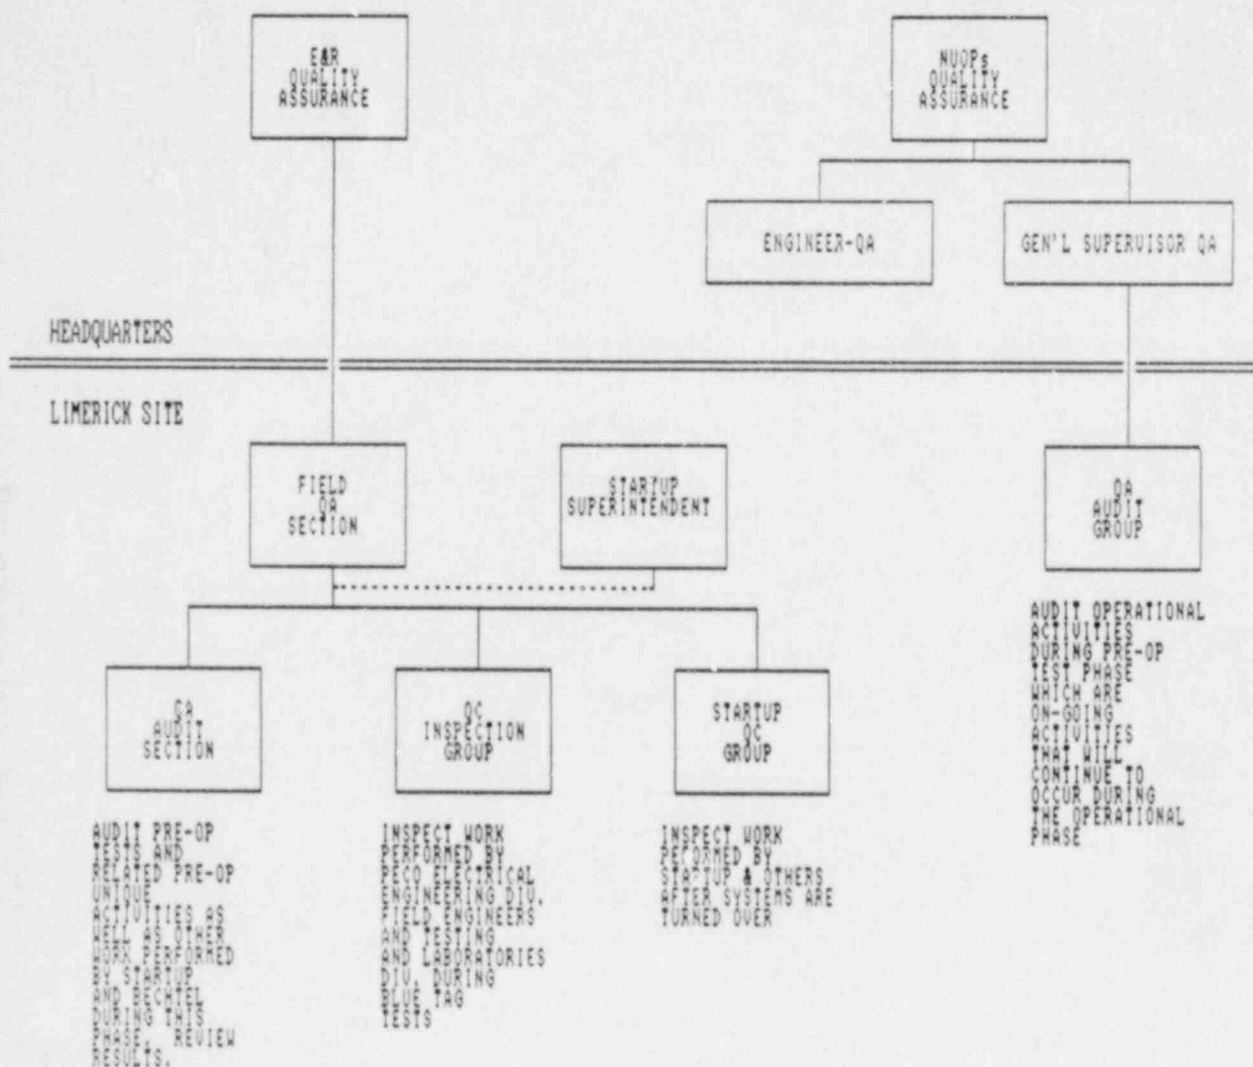 E&R
QUALITY
ASSURANCE
NUOPs
QUALITY
ASSURANCE
ENGINEER-QA
GEN'L SUPERVISOR QA
HEADQUARTERS
LIMERICK SITE
FIELD
QA
SECTION
STARTUP
SUPERINTENDENT
QA
AUDIT
GROUP
AUDIT OPERATIONAL
ACTIVITIES
DURING PRE-OP
TEST PHASE
WHICH ARE
ON-GOING
ACTIVITIES
THAT WILL
CONTINUE TO
OCCUR DURING
THE OPERATIONAL
PHASE
QA
AUDIT
SECTION
QC
INSPECTION
GROUP
STARTUP
QC
GROUP
AUDIT PRE-OP
TESTS AND
RELATED PRE-OP
UNIQUE
ACTIVITIES AS
WELL AS OTHER
WORK PERFORMED
BY STARTUP
AND BECHTEL
DURING THIS
PHASE. REVIEW
RESULTS.
INSPECT WORK
PERFORMED BY
PECO ELECTRICAL
ENGINEERING DIV.
FIELD ENGINEERS
AND TESTING
AND LABORATORIES
DIV. DURING
BLUE TAG
TESTS
INSPECT WORK
PEFORMED BY
STARTUP & OTHERS
AFTER SYSTEMS ARE
TURNED OVER